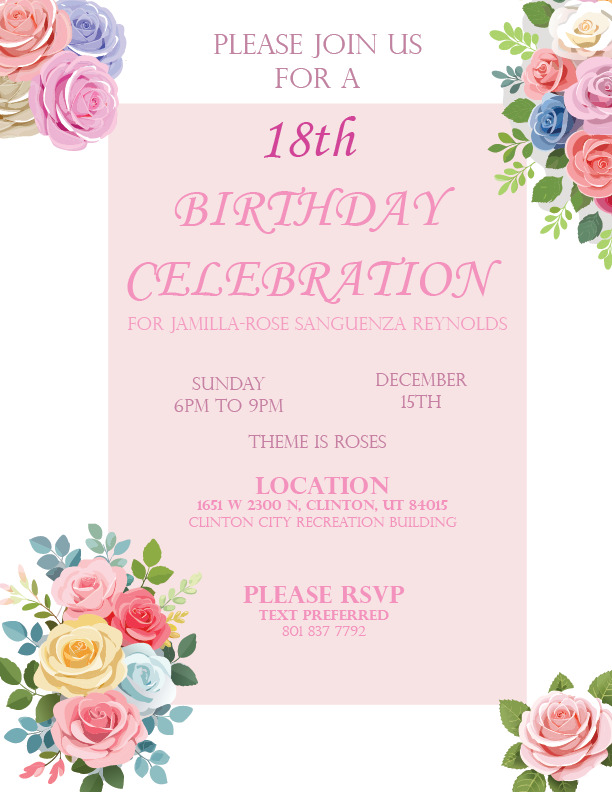 PLEASE JOIN US
FOR A
18th
BIRTHDAY
CELEBRATION
FOR JAMILLA-ROSE SANGUENZA REYNOLDS
SUNDAY
6PM TO 9PM
DECEMBER
15TH
THEME IS ROSES
LOCATION
1651 W 2300 N, CLINTON, UT 84015
CLINTON CITY RECREATION BUILDING
PLEASE RSVP
TEXT PREFERRED
801 837 7792